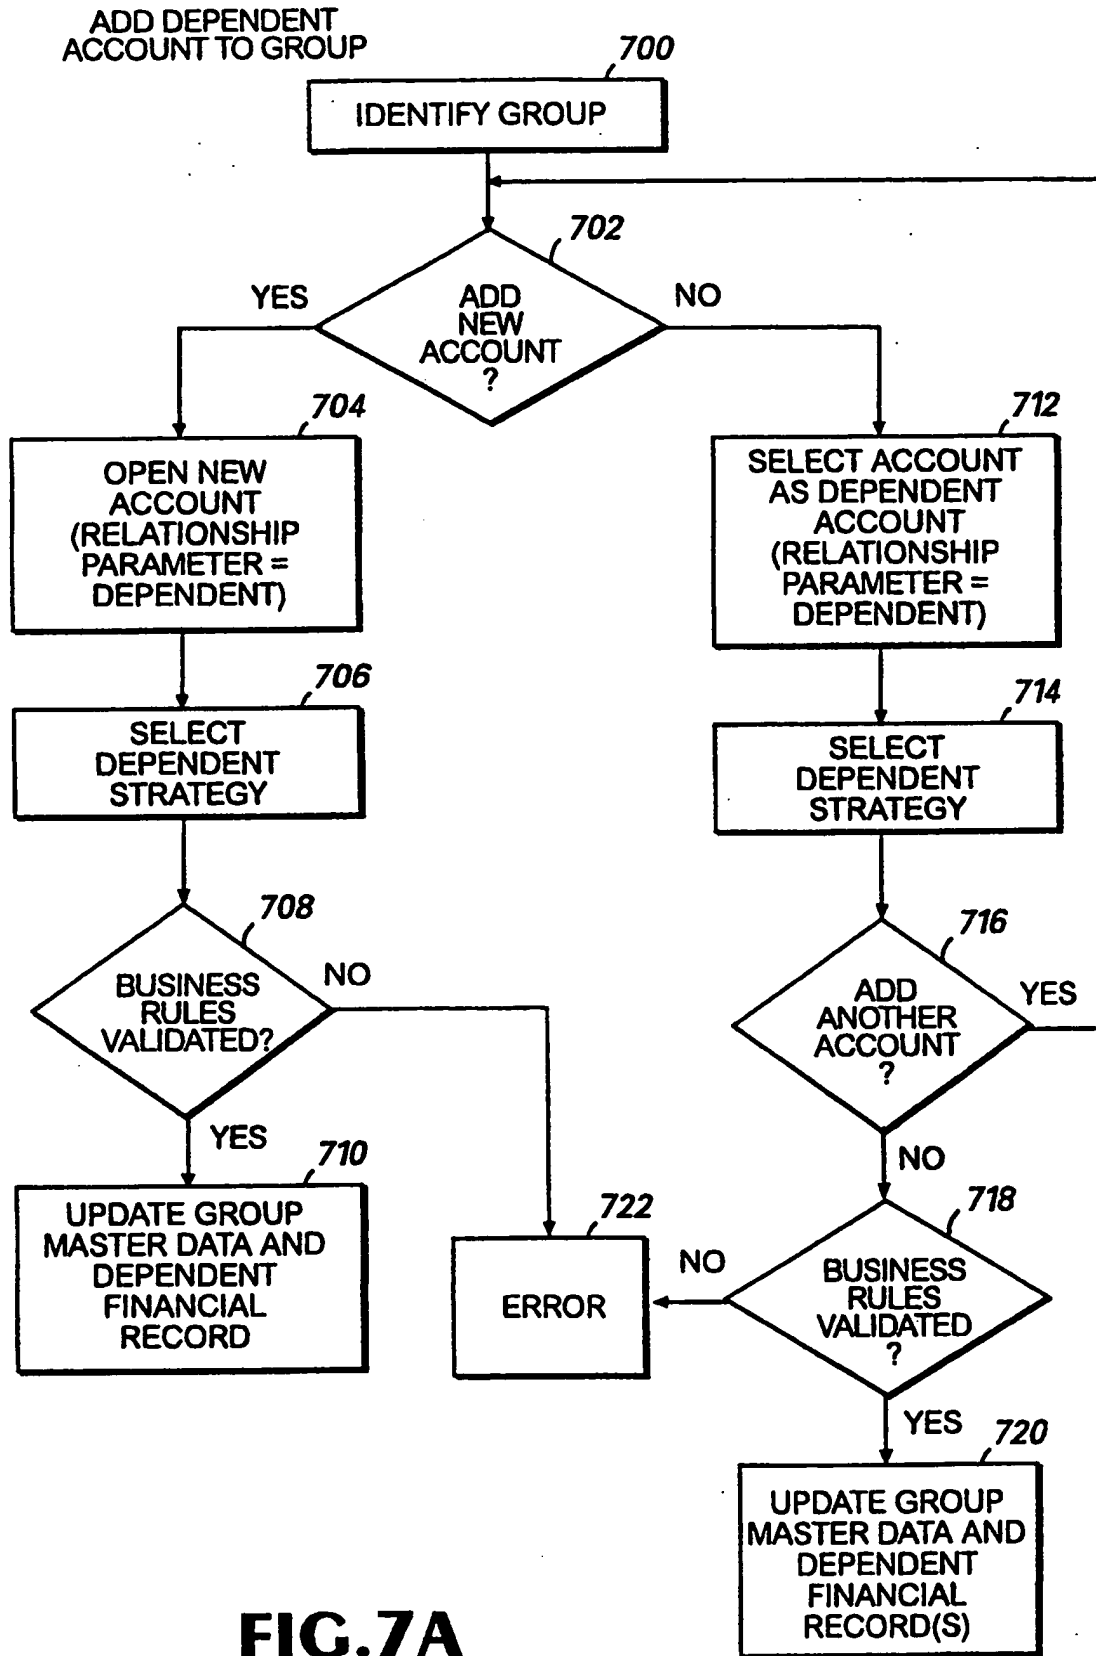 ADD DEPENDENT
ACCOUNT TO GROUP
700
IDENTIFY GROUP
702
YES
ADD
NEW
ACCOUNT
?
NO
704
OPEN NEW
ACCOUNT
(RELATIONSHIP
PARAMETER =
DEPENDENT)
712
SELECT ACCOUNT
AS DEPENDENT
ACCOUNT
(RELATIONSHIP
PARAMETER =
DEPENDENT)
706
SELECT
DEPENDENT
STRATEGY
714
SELECT
DEPENDENT
STRATEGY
708
BUSINESS
RULES
VALIDATED?
NO
YES
716
ADD
ANOTHER
ACCOUNT
?
YES
NO
710
UPDATE GROUP
MASTER DATA AND
DEPENDENT
FINANCIAL
RECORD
722
ERROR
718
NO
BUSINESS
RULES
VALIDATED
?
YES
720
UPDATE GROUP
MASTER DATA AND
DEPENDENT
FINANCIAL
RECORD(S)
FIG.7A